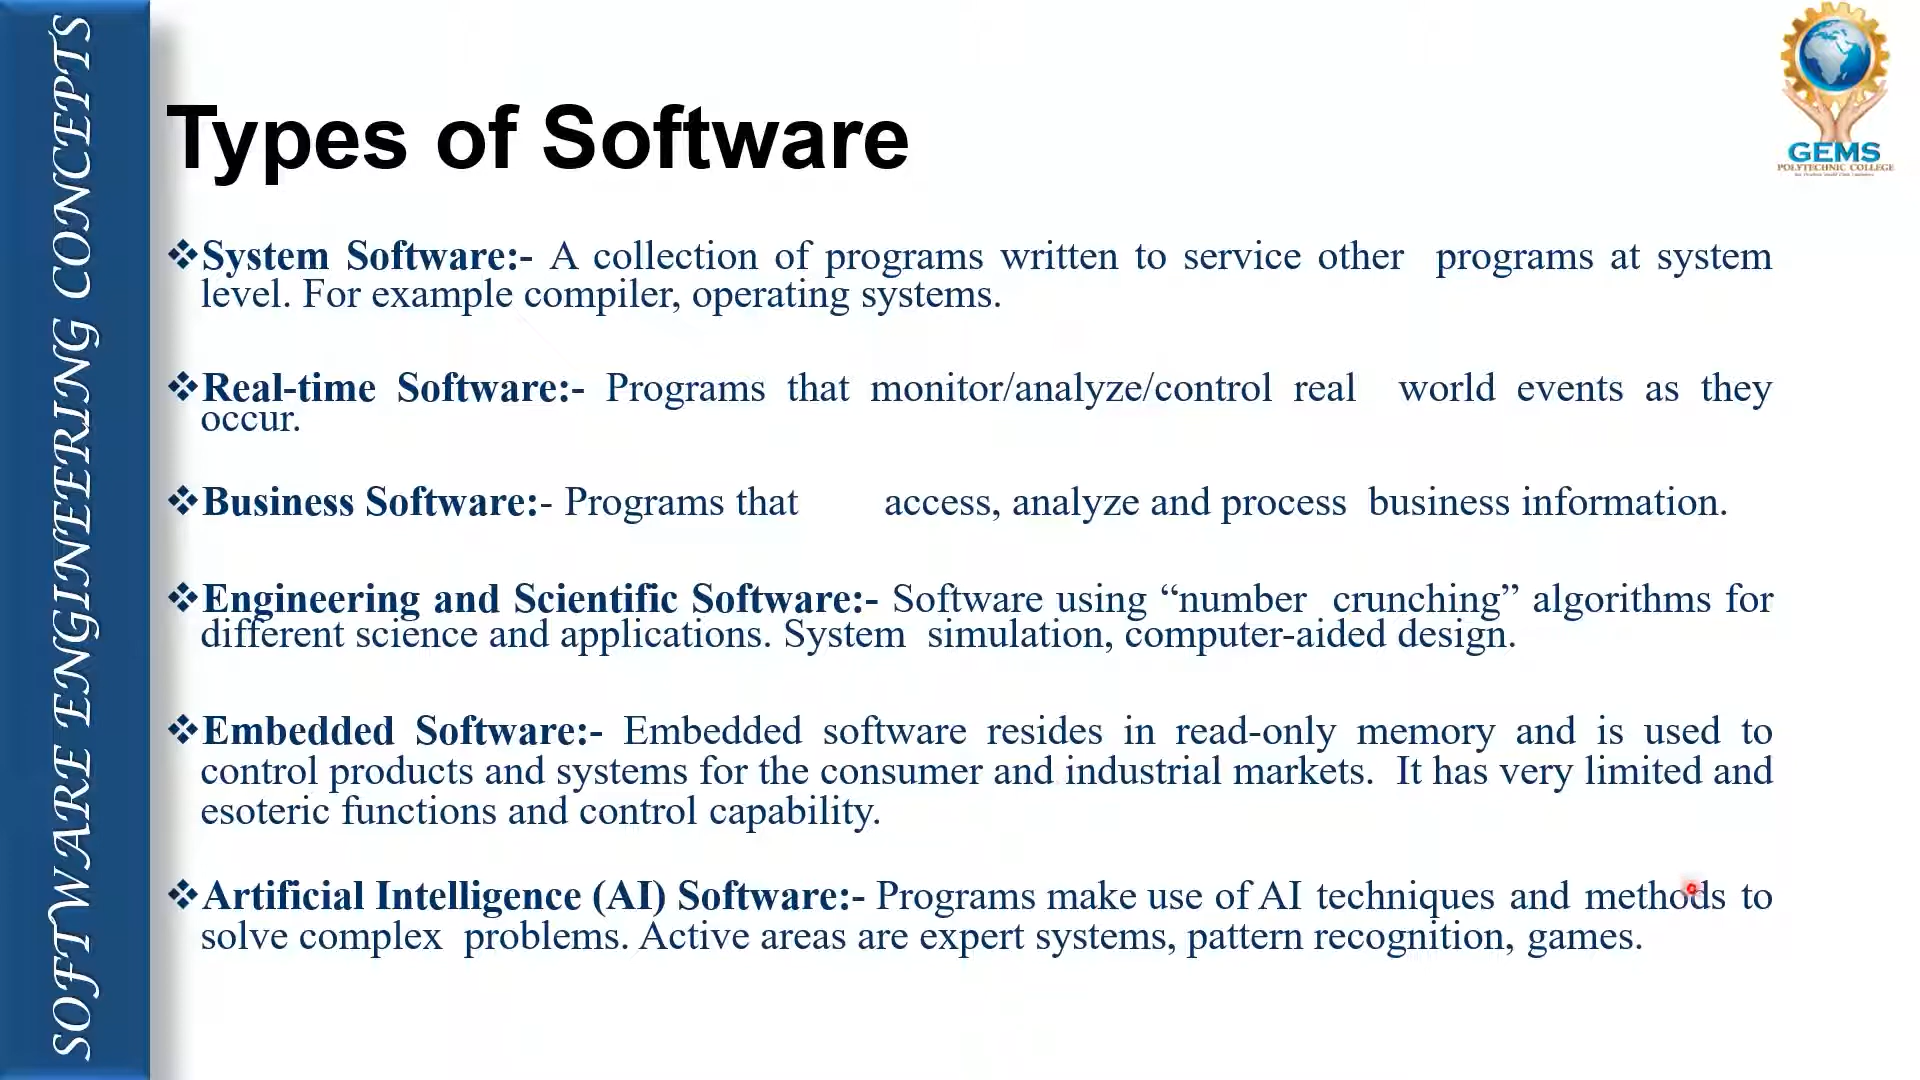 SOFTWARE ENGINEERING CONCEPTS
Types of Software
GEMS
POLYTECHNIC COLLEGE
❖System Software:- A collection of programs written to service other programs at system
level. For example compiler, operating systems.
❖Real-time Software:- Programs that monitor/analyze/control real world events as they
occur.
❖Business Software:- Programs that access, analyze and process business information.
❖Engineering and Scientific Software:- Software using “number crunching” algorithms for
different science and applications. System simulation, computer-aided design.
❖Embedded Software:- Embedded software resides in read-only memory and is used to
control products and systems for the consumer and industrial markets. It has very limited and
esoteric functions and control capability.
❖Artificial Intelligence (AI) Software:- Programs make use of AI techniques and methods to
solve complex problems. Active areas are expert systems, pattern recognition, games.